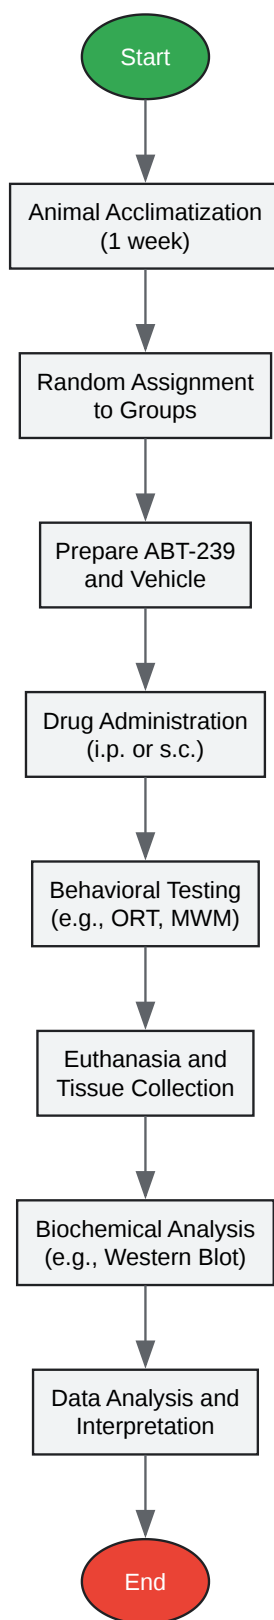 Start
Animal Acclimatization
(1 week)
Random Assignment
to Groups
Prepare ABT-239
and Vehicle
Drug Administration
(i.p. or s.c.)
Behavioral Testing
(e.g., ORT, MWM)
Euthanasia and
Tissue Collection
Biochemical Analysis
(e.g., Western Blot)
Data Analysis and
Interpretation
End